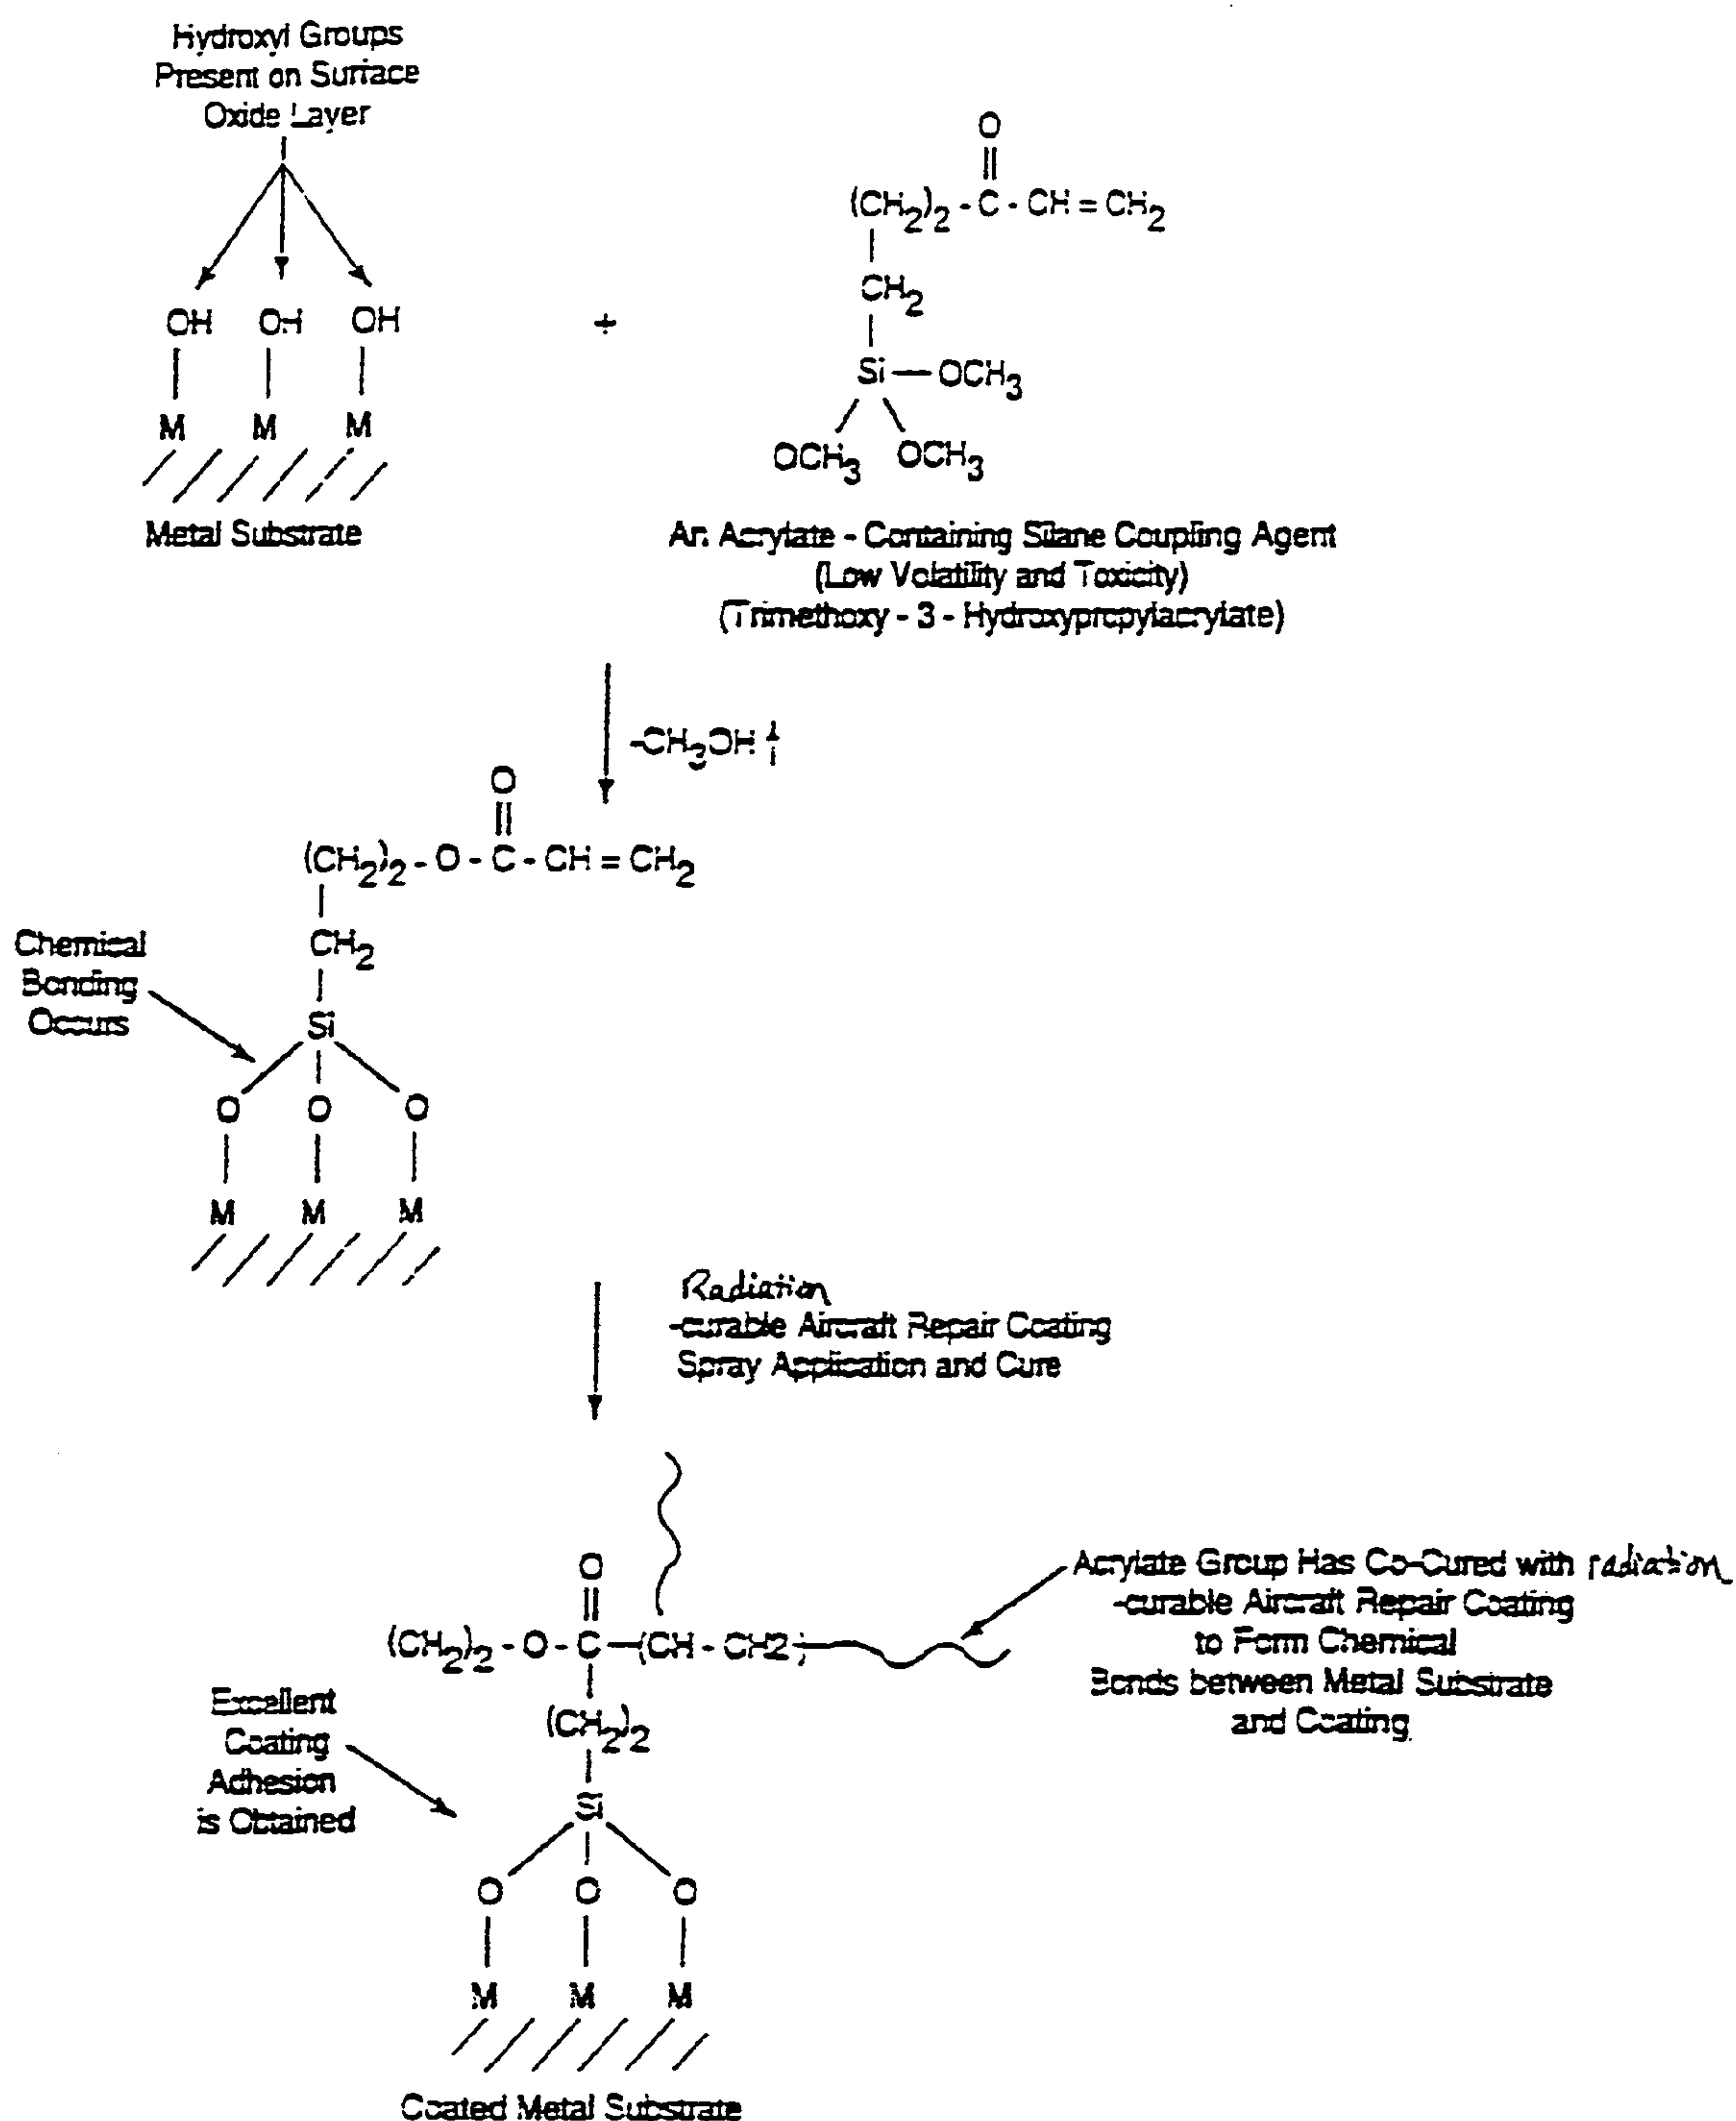 Hydroxyl Groups
Present on Surface
Oxide Layer
OH OH OH
M M M
Metal Substrate
+
O
||
(CH2)2 - C - CH = CH2
CH2
Si — OCH3
OCH3 OCH3
An Acrylate - Containing Silane Coupling Agent
(Low Volatility and Toxicity)
(Trimethoxy - 3 - Hydroxypropylacrylate)
-CH3OH
O
||
(CH2)2 - O - C - CH = CH2
CH2
Chemical
Bonding
Occurs
Si
O O O
M M M
Radiation
-curable Aircraft Repair Coating
Spray Application and Cure
O
||
(CH2)2 - O - C — (CH - CH2)
(CH2)2
Si
O O O
M M M
Acrylate Group Has Co-Cured with radiation
-curable Aircraft Repair Coating
to Form Chemical
Bonds between Metal Substrate
and Coating
Excellent
Coating
Adhesion
is Obtained
Coated Metal Substrate